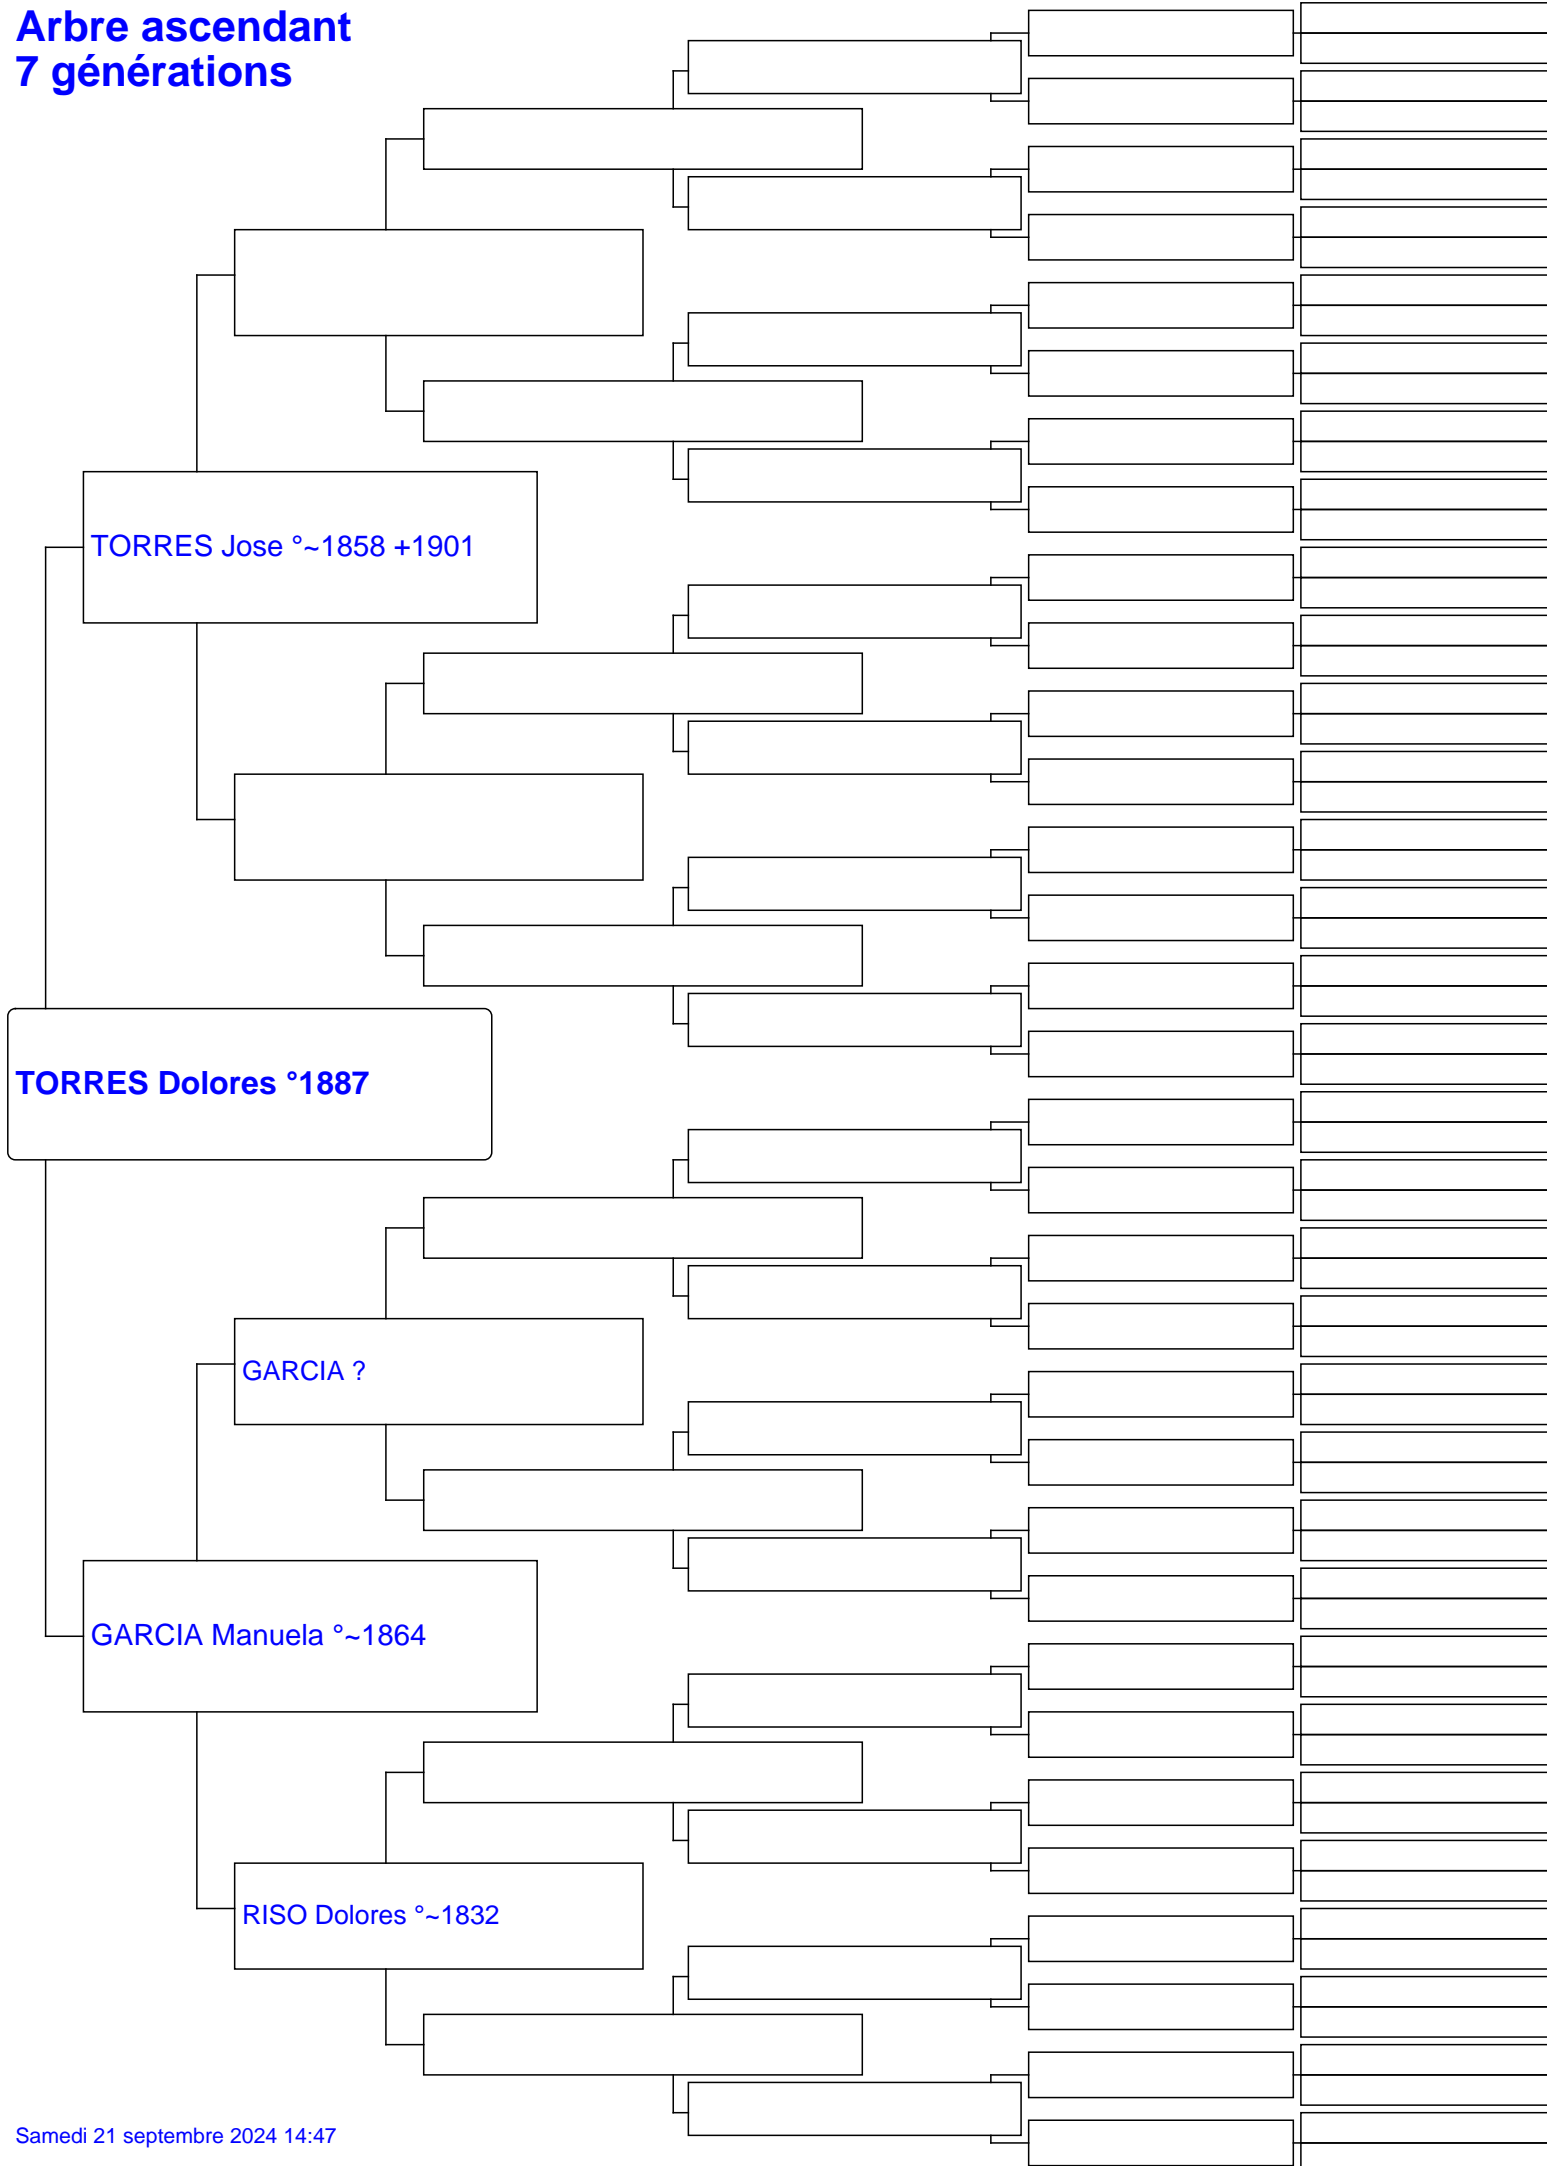 Arbre ascendant
7 générations
TORRES Jose °~1858 +1901
TORRES Dolores °1887
GARCIA ?
GARCIA Manuela °~1864
RISO Dolores °~1832
Samedi 21 septembre 2024 14:47